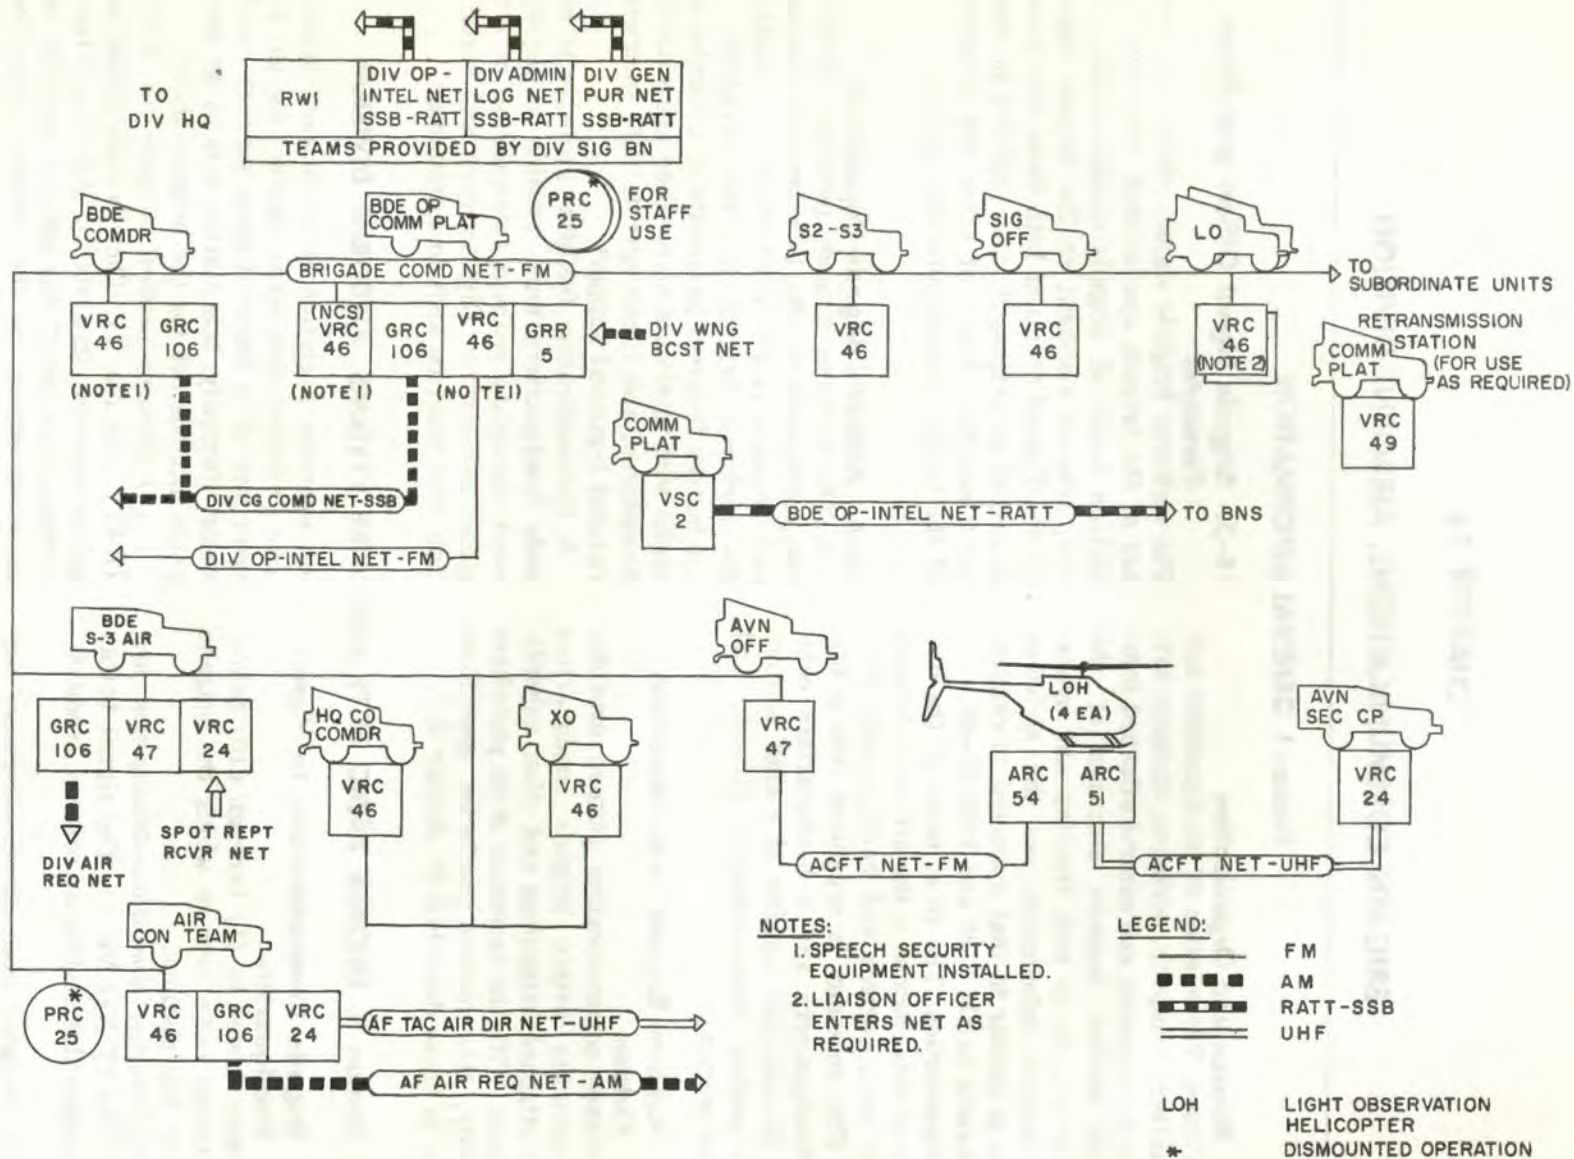 TO
DIV HQ
RWI
DIV OP-
INTEL NET
SSB-RATT
DIV ADMIN
LOG NET
SSB-RATT
DIV GEN
PUR NET
SSB-RATT
TEAMS PROVIDED BY DIV SIG BN
BDE
COMDR
BDE OP
COMM PLAT
PRC *
25
FOR
STAFF
USE
S2-S3
SIG
OFF
LO
BRIGADE COMD NET-FM
TO
SUBORDINATE UNITS
VRC
46
GRC
106
(NOTE 1)
(NCS)
VRC
46
GRC
106
VRC
46
GRR
5
(NOTE 1)
(NOTE 1)
DIV WNG
BCST NET
VRC
46
VRC
46
VRC
46
(NOTE 2)
RETRANSMISSION
STATION
(FOR USE
AS REQUIRED)
COMM
PLAT
VRC
49
COMM
PLAT
VSC
2
DIV CG COMD NET-SSB
BDE OP-INTEL NET-RATT
TO BNS
DIV OP-INTEL NET-FM
BDE
S-3 AIR
GRC
106
VRC
47
VRC
24
DIV AIR
REQ NET
SPOT REPT
RCVR NET
HQ CO
COMDR
VRC
46
XO
VRC
46
AVN
OFF
VRC
47
LOH
(4 EA)
ARC
54
ARC
51
AVN
SEC CP
VRC
24
ACFT NET-FM
ACFT NET-UHF
AIR
CON TEAM
PRC *
25
VRC
46
GRC
106
VRC
24
AF TAC AIR DIR NET-UHF
AF AIR REQ NET-AM
NOTES:
1. SPEECH SECURITY
EQUIPMENT INSTALLED.
2. LIAISON OFFICER
ENTERS NET AS
REQUIRED.
LEGEND:
FM
AM
RATT-SSB
UHF
LOH LIGHT OBSERVATION
HELICOPTER
* DISMOUNTED OPERATION